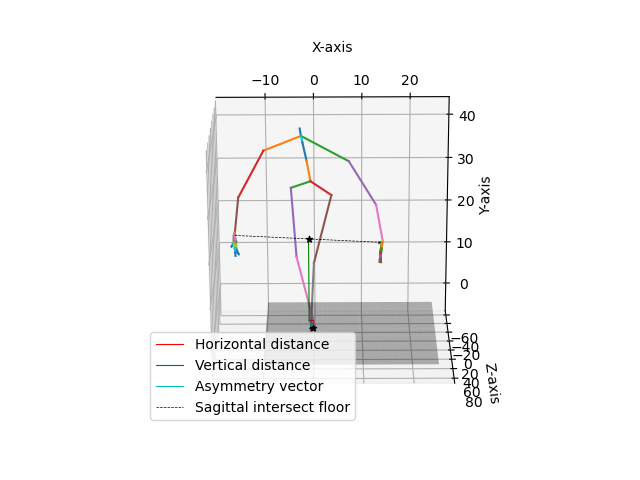 X-axis
−10 0 10 20
40
30
Y-axis
20
10
0
−60
−40
−20
0
20
40
60
80
Z-axis
Horizontal distance
Vertical distance
Asymmetry vector
Sagittal intersect floor